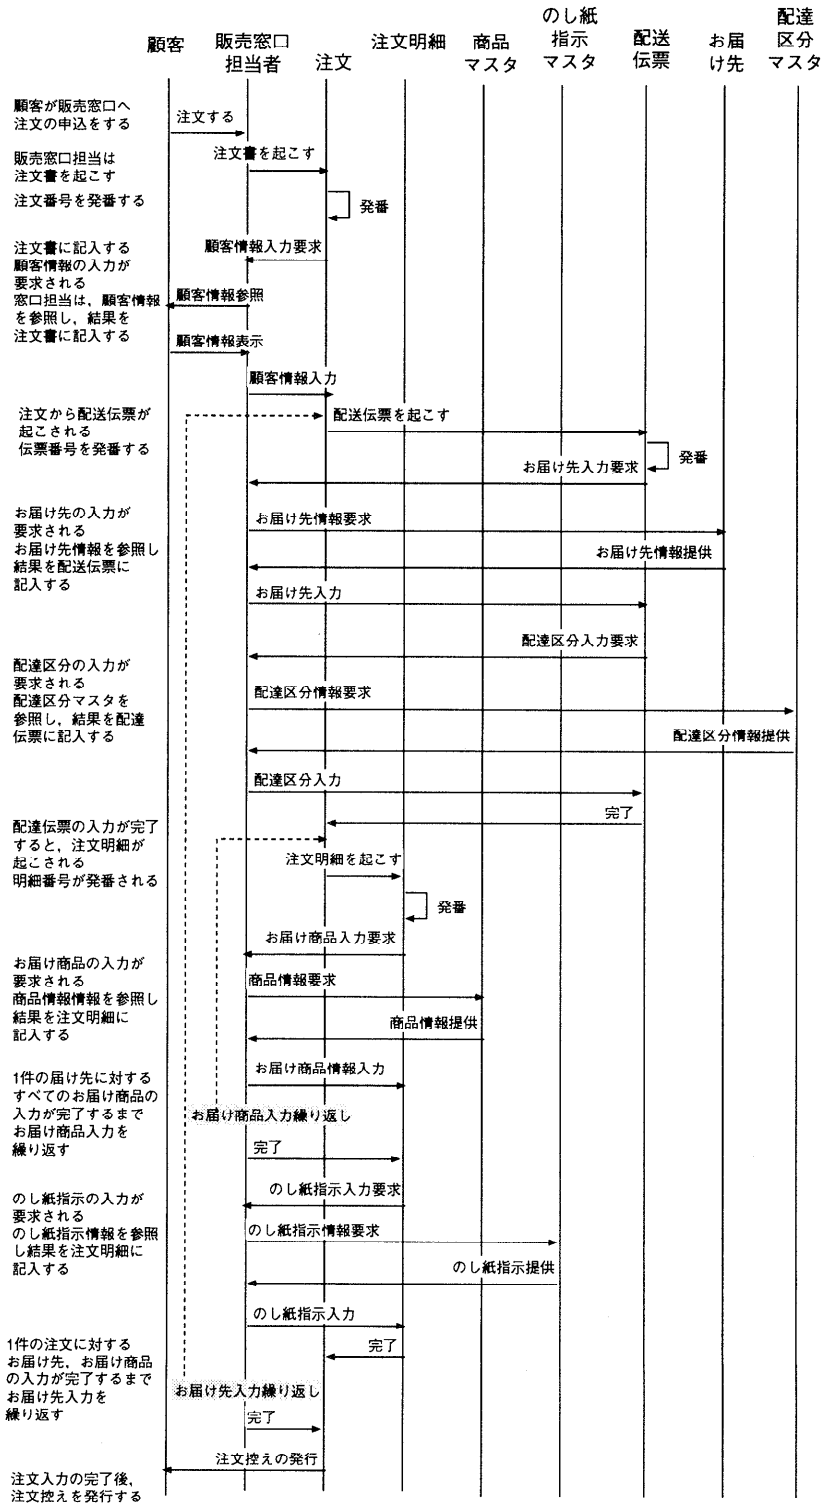 顧客
販売窓口
担当者
注文
注文明細
商品
マスタ
のし紙
指示
マスタ
配送
伝票
お届
け先
配達
区分
マスタ
顧客が販売窓口へ
注文の申込をする
注文する
販売窓口担当は
注文書を起こす
注文書を起こす
注文番号を発番する
発番
注文書に記入する
顧客情報の入力が
要求される
顧客情報入力要求
窓口担当は，顧客情報
を参照し，結果を
注文書に記入する
顧客情報参照
顧客情報表示
顧客情報入力
注文から配送伝票が
起こされる
伝票番号を発番する
配送伝票を起こす
発番
お届け先入力要求
お届け先の入力が
要求される
お届け先情報を参照し
結果を配送伝票に
記入する
お届け先情報要求
お届け先情報提供
お届け先入力
配達区分入力要求
配達区分の入力が
要求される
配達区分マスタを
参照し，結果を配達
伝票に記入する
配達区分情報要求
配達区分情報提供
配達区分入力
完了
配達伝票の入力が完了
すると，注文明細が
起こされる
明細番号が発番される
注文明細を起こす
発番
お届け商品入力要求
お届け商品の入力が
要求される
商品情報情報を参照し
結果を注文明細に
記入する
商品情報要求
商品情報提供
お届け商品情報入力
1件の届け先に対する
すべてのお届け商品の
入力が完了するまで
お届け商品入力を
繰り返す
お届け商品入力繰り返し
完了
のし紙指示入力要求
のし紙指示の入力が
要求される
のし紙指示情報を参照
し結果を注文明細に
記入する
のし紙指示情報要求
のし紙指示提供
のし紙指示入力
完了
1件の注文に対する
お届け先，お届け商品
の入力が完了するまで
お届け先入力を
繰り返す
お届け先入力繰り返し
完了
注文控えの発行
注文入力の完了後，
注文控を発行する